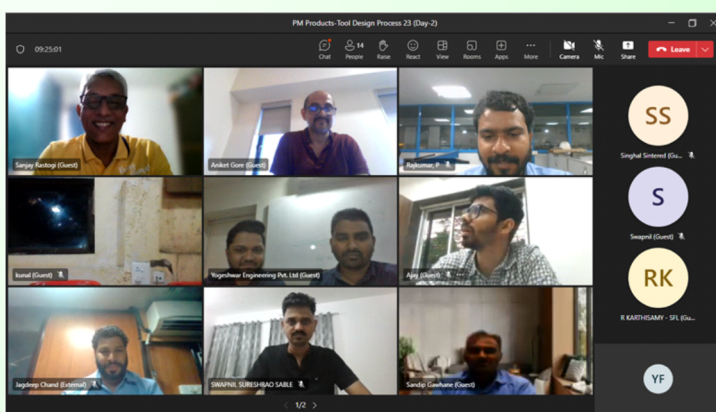 PM Products-Tool Design Process 23 (Day-2)
09:25:01
14
Chat People Raise React View Rooms Apps More Camera Mic Share Leave
Sanjay Rastogi (Guest)
Aniket Gore (Guest)
Rajkumar, P
SS
Singhal Sintered (Gu...
kunal (Guest)
Yogeshwar Engineering Pvt. Ltd (Guest)
Ajay (Guest)
S
Swapnil (Guest)
RK
R KARTHISAMY - SFL (Gu...
Jagdeep Chand (External)
SWAPNIL SURESHRAO SABLE
Sandip Gawhane (Guest)
YF
1/2